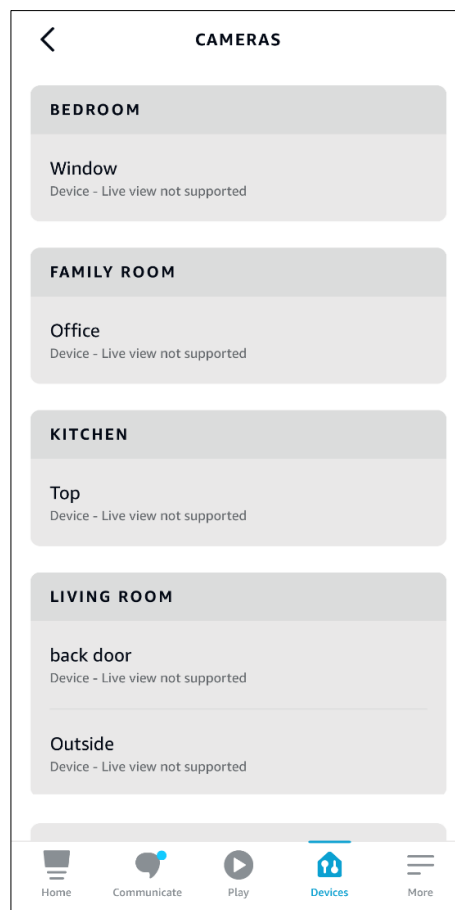 CAMERAS
BEDROOM
Window
Device - Live view not supported
FAMILY ROOM
Office
Device - Live view not supported
KITCHEN
Top
Device - Live view not supported
LIVING ROOM
back door
Device - Live view not supported
Outside
Device - Live view not supported
Home Communicate Play Devices More